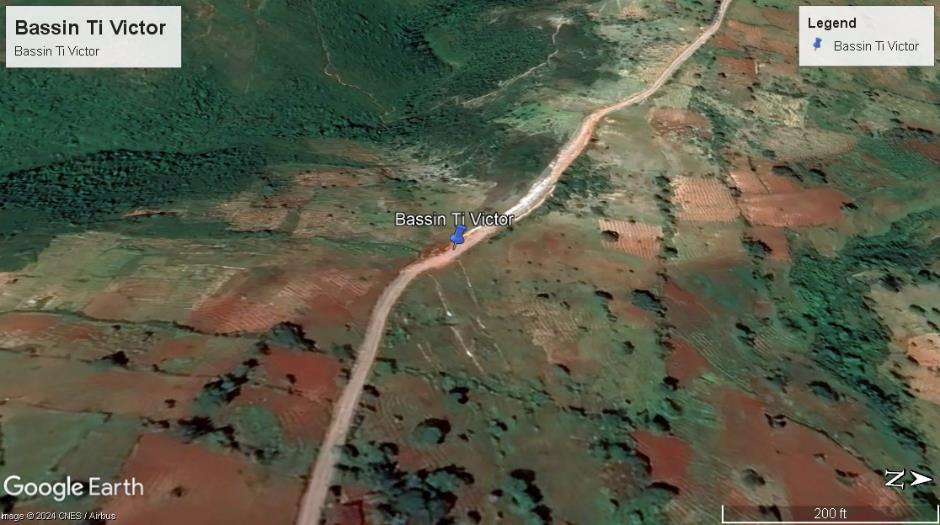 Bassin Ti Victor
Bassin Ti Victor
Legend
Bassin Ti Victor
Bassin Ti Victor
Google Earth
Image © 2024 CNES / Airbus
N
200 ft